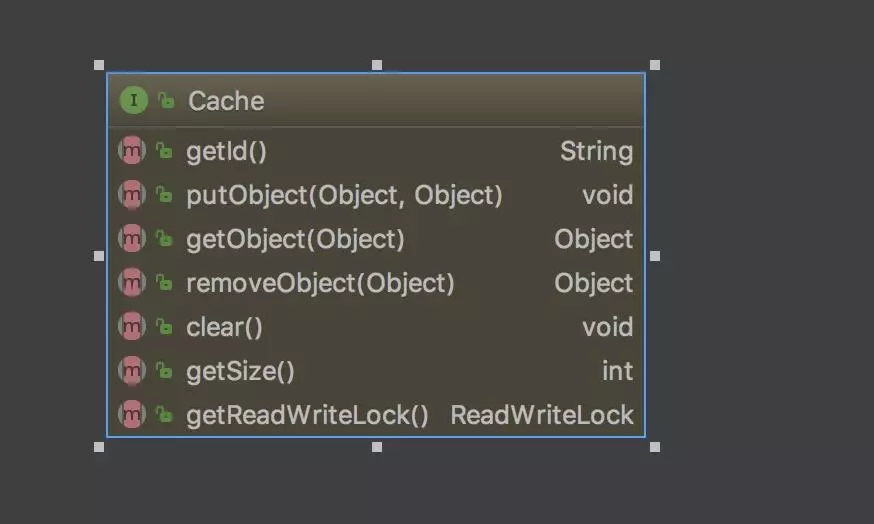 I Cache
m getId() String
m putObject(Object, Object) void
m getObject(Object) Object
m removeObject(Object) Object
m clear() void
m getSize() int
m getReadWriteLock() ReadWriteLock